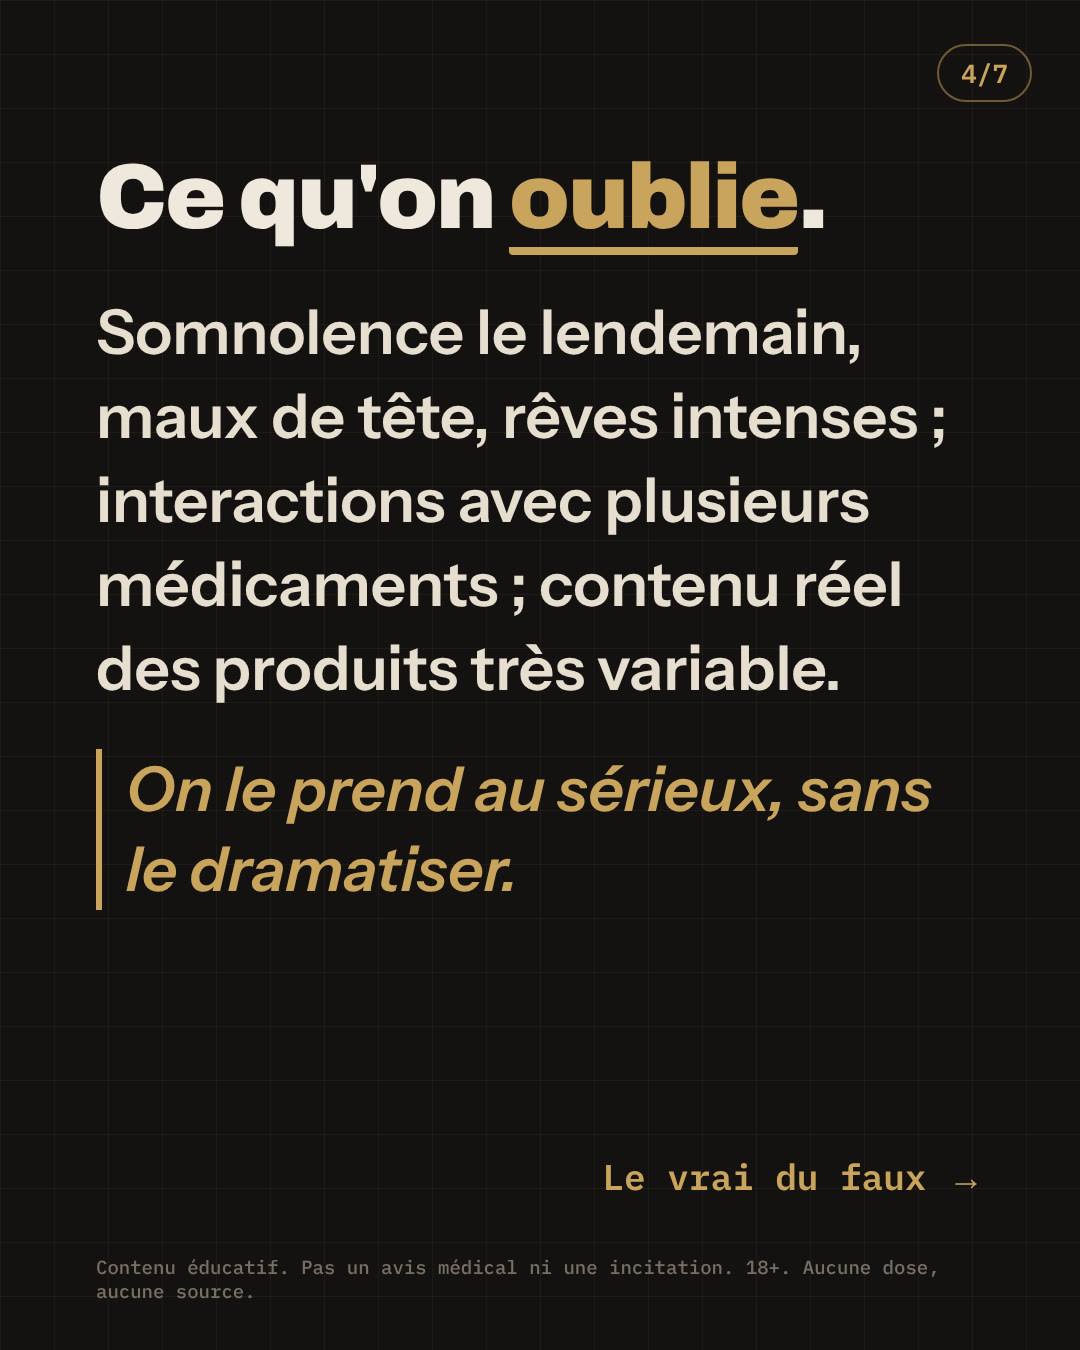 4/7
Ce qu'on oublie.
Somnolence le lendemain,
maux de tête, rêves intenses ;
interactions avec plusieurs
médicaments ; contenu réel
des produits très variable.
On le prend au sérieux, sans
le dramatiser.
Le vrai du faux →
Contenu éducatif. Pas un avis médical ni une incitation. 18+. Aucune dose,
aucune source.